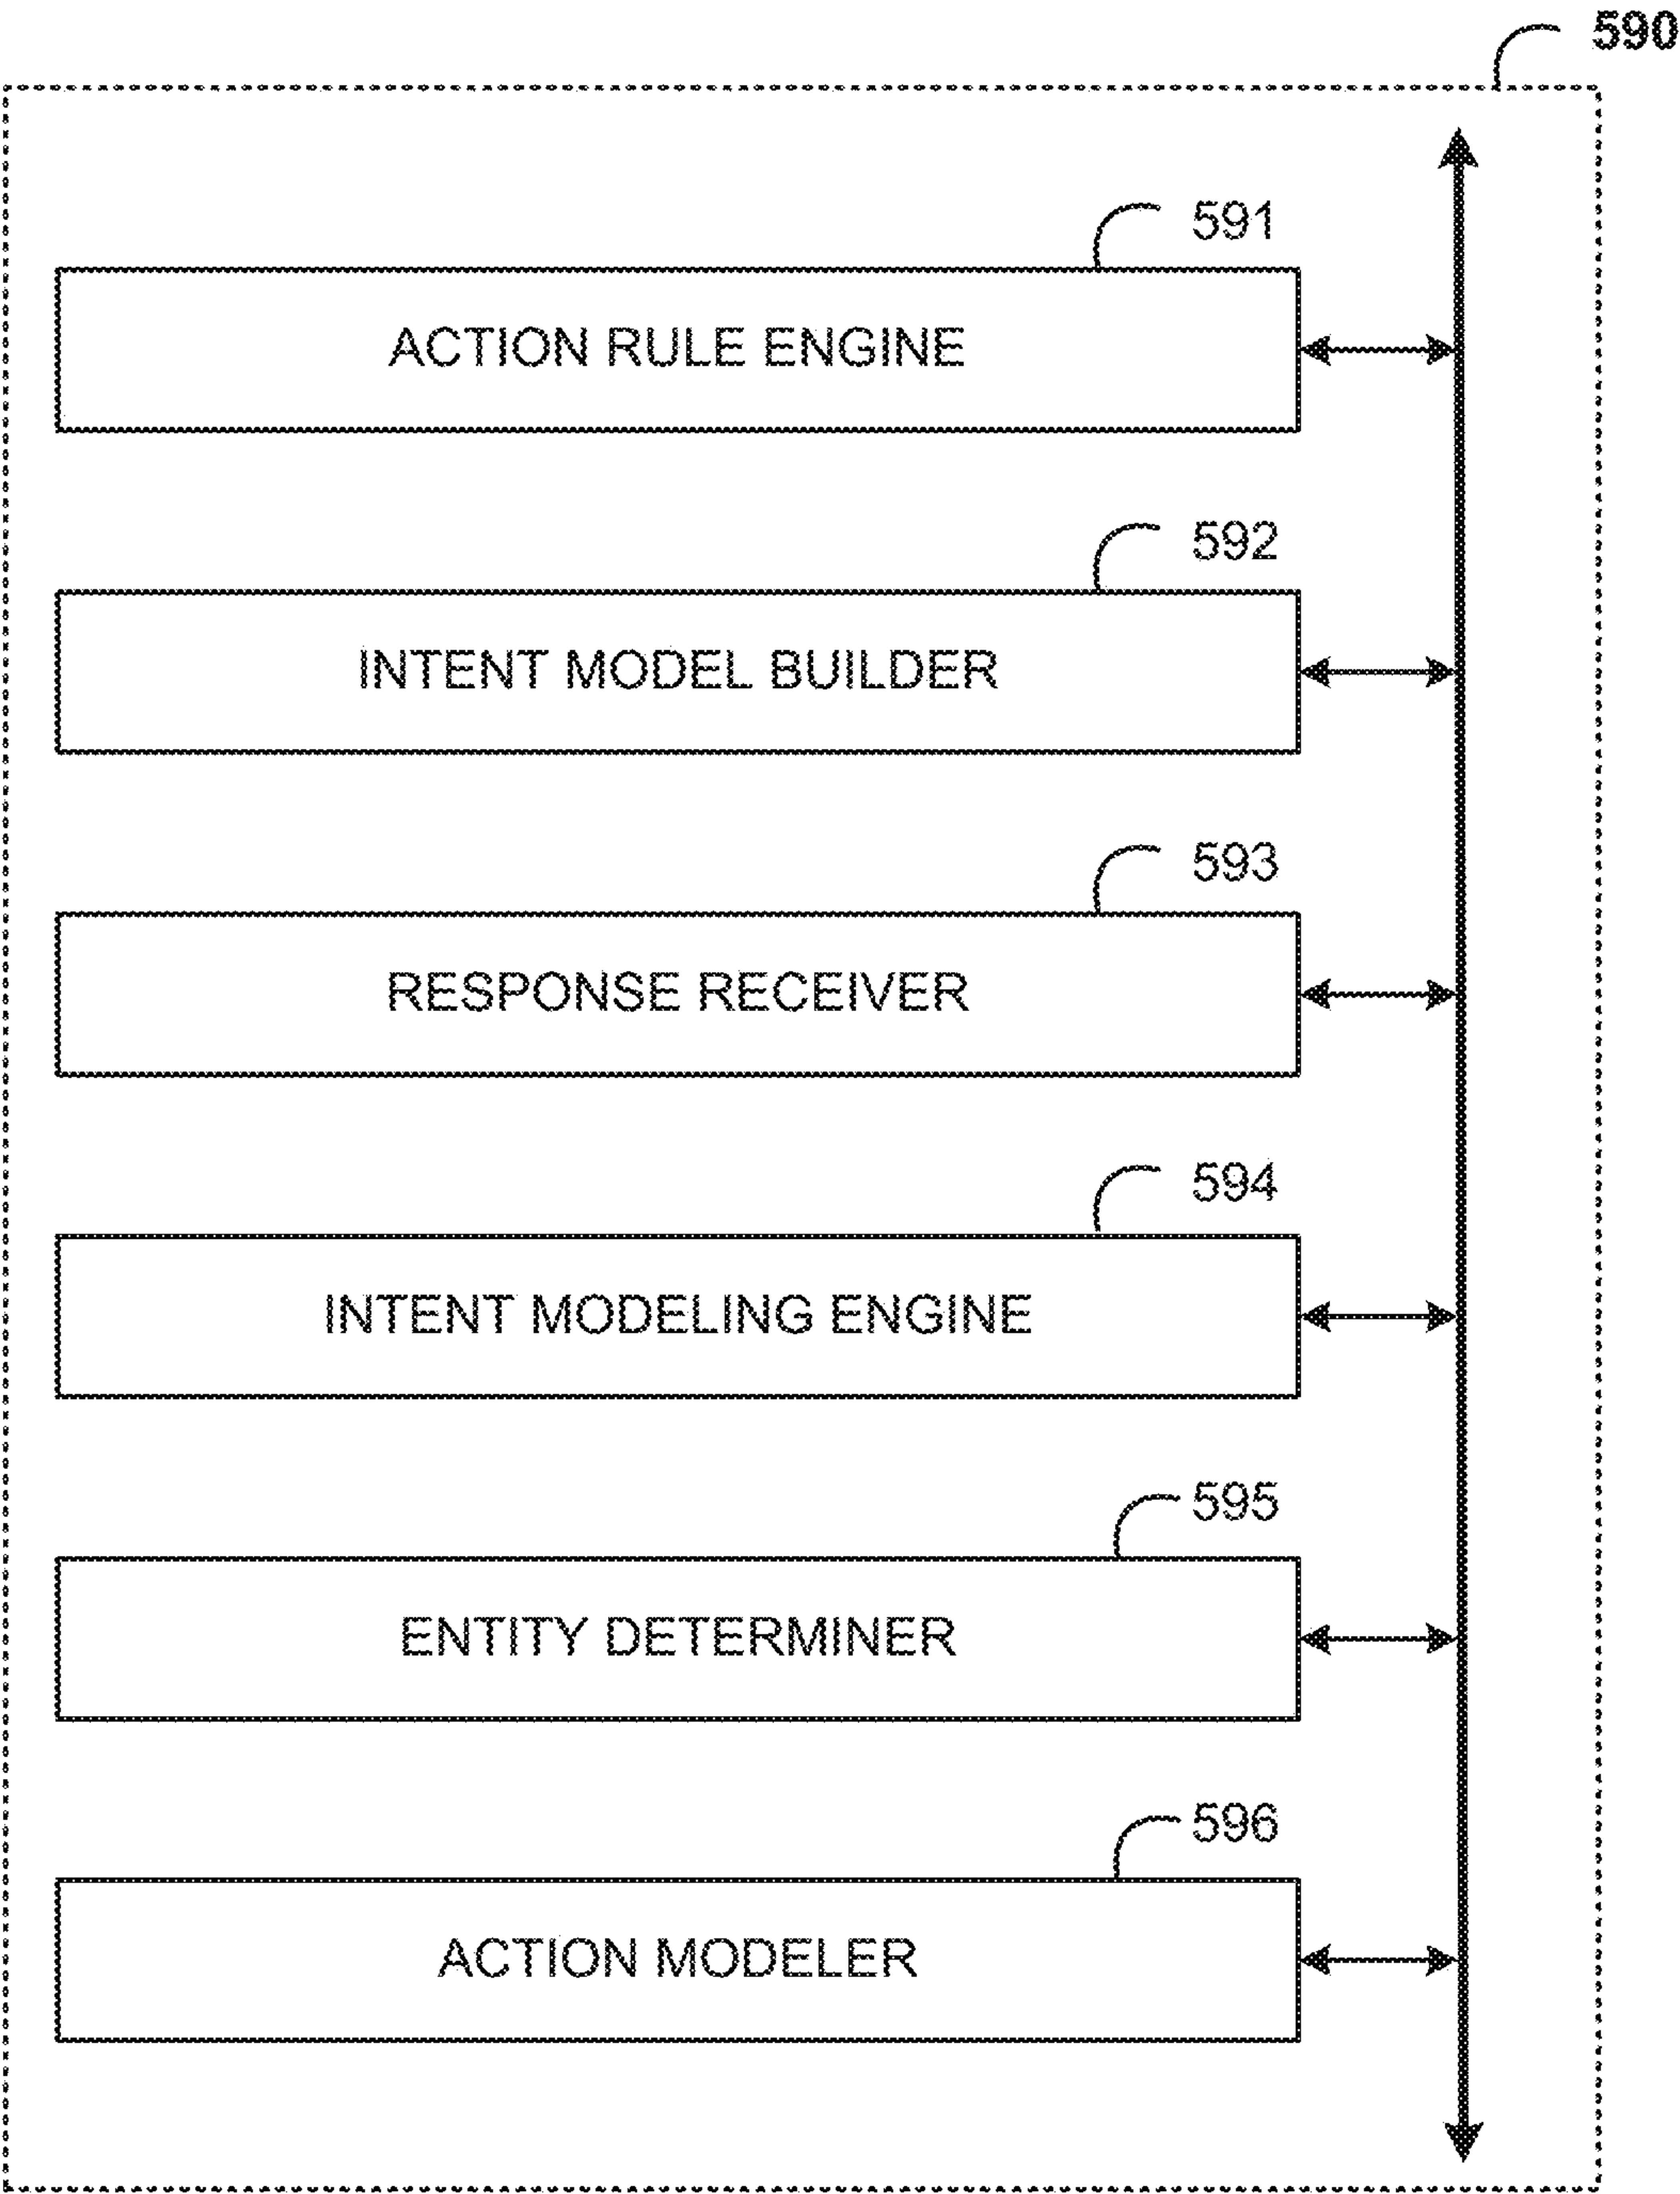 590
591
ACTION RULE ENGINE
592
INTENT MODEL BUILDER
593
RESPONSE RECEIVER
594
INTENT MODELING ENGINE
595
ENTITY DETERMINER
596
ACTION MODELER